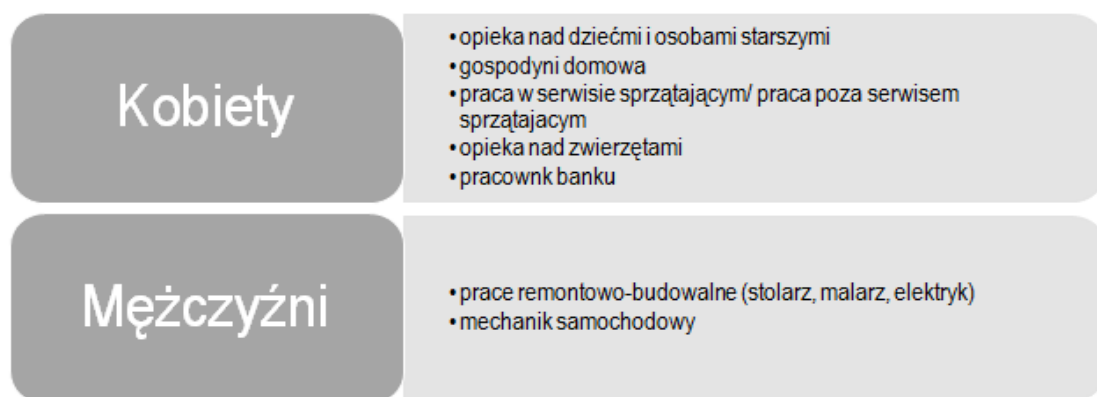 Kobiety
•opieka nad dziećmi i osobami starszymi
•gospodyni domowa
•praca w serwisie sprzątającym/ praca poza serwisem
sprzątajacym
•opieka nad zwierzętami
•pracownk banku
Mężczyźni
•prace remontowo-budowalne (stolarz, malarz, elektryk)
•mechanik samochodowy